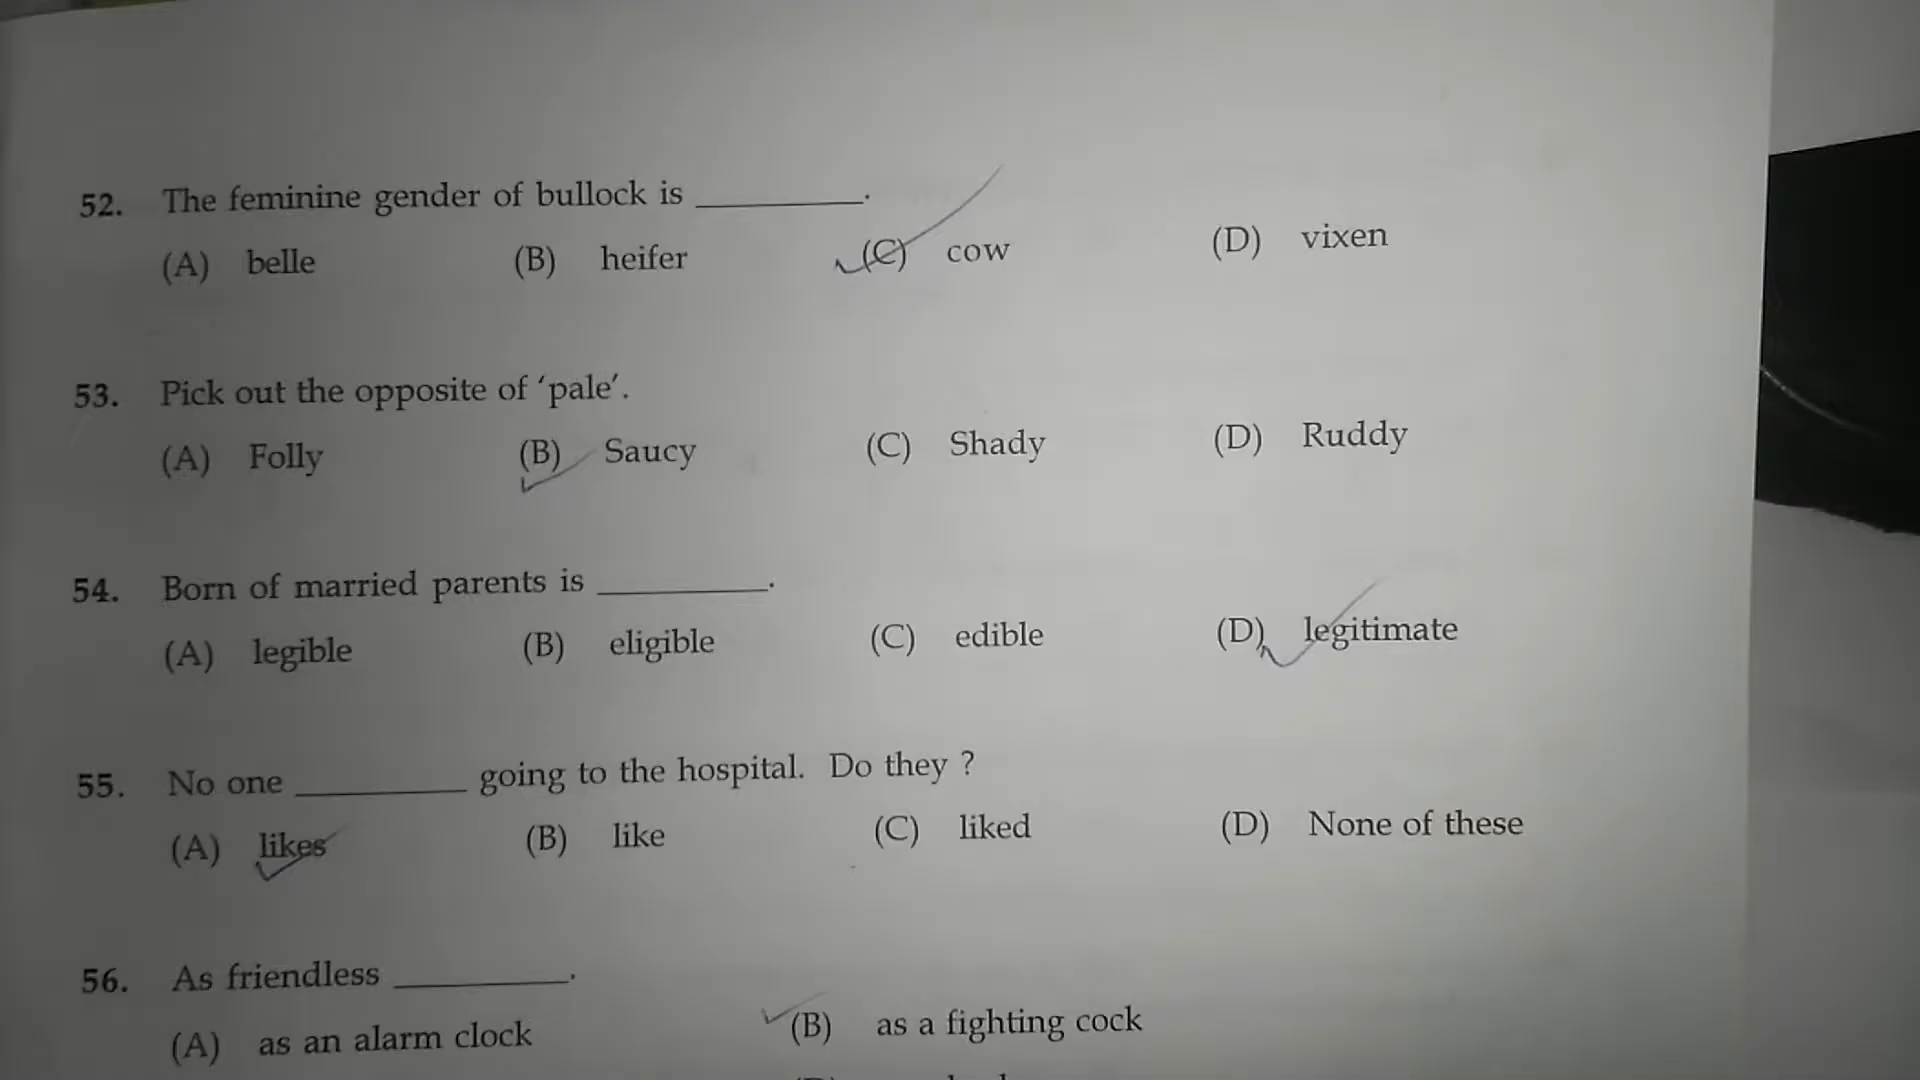 52. The feminine gender of bullock is ________.
(A) belle (B) heifer (C) cow (D) vixen
53. Pick out the opposite of ‘pale’.
(A) Folly (B) Saucy (C) Shady (D) Ruddy
54. Born of married parents is ________.
(A) legible (B) eligible (C) edible (D) legitimate
55. No one ________ going to the hospital. Do they ?
(A) likes (B) like (C) liked (D) None of these
56. As friendless ________.
(A) as an alarm clock (B) as a fighting cock